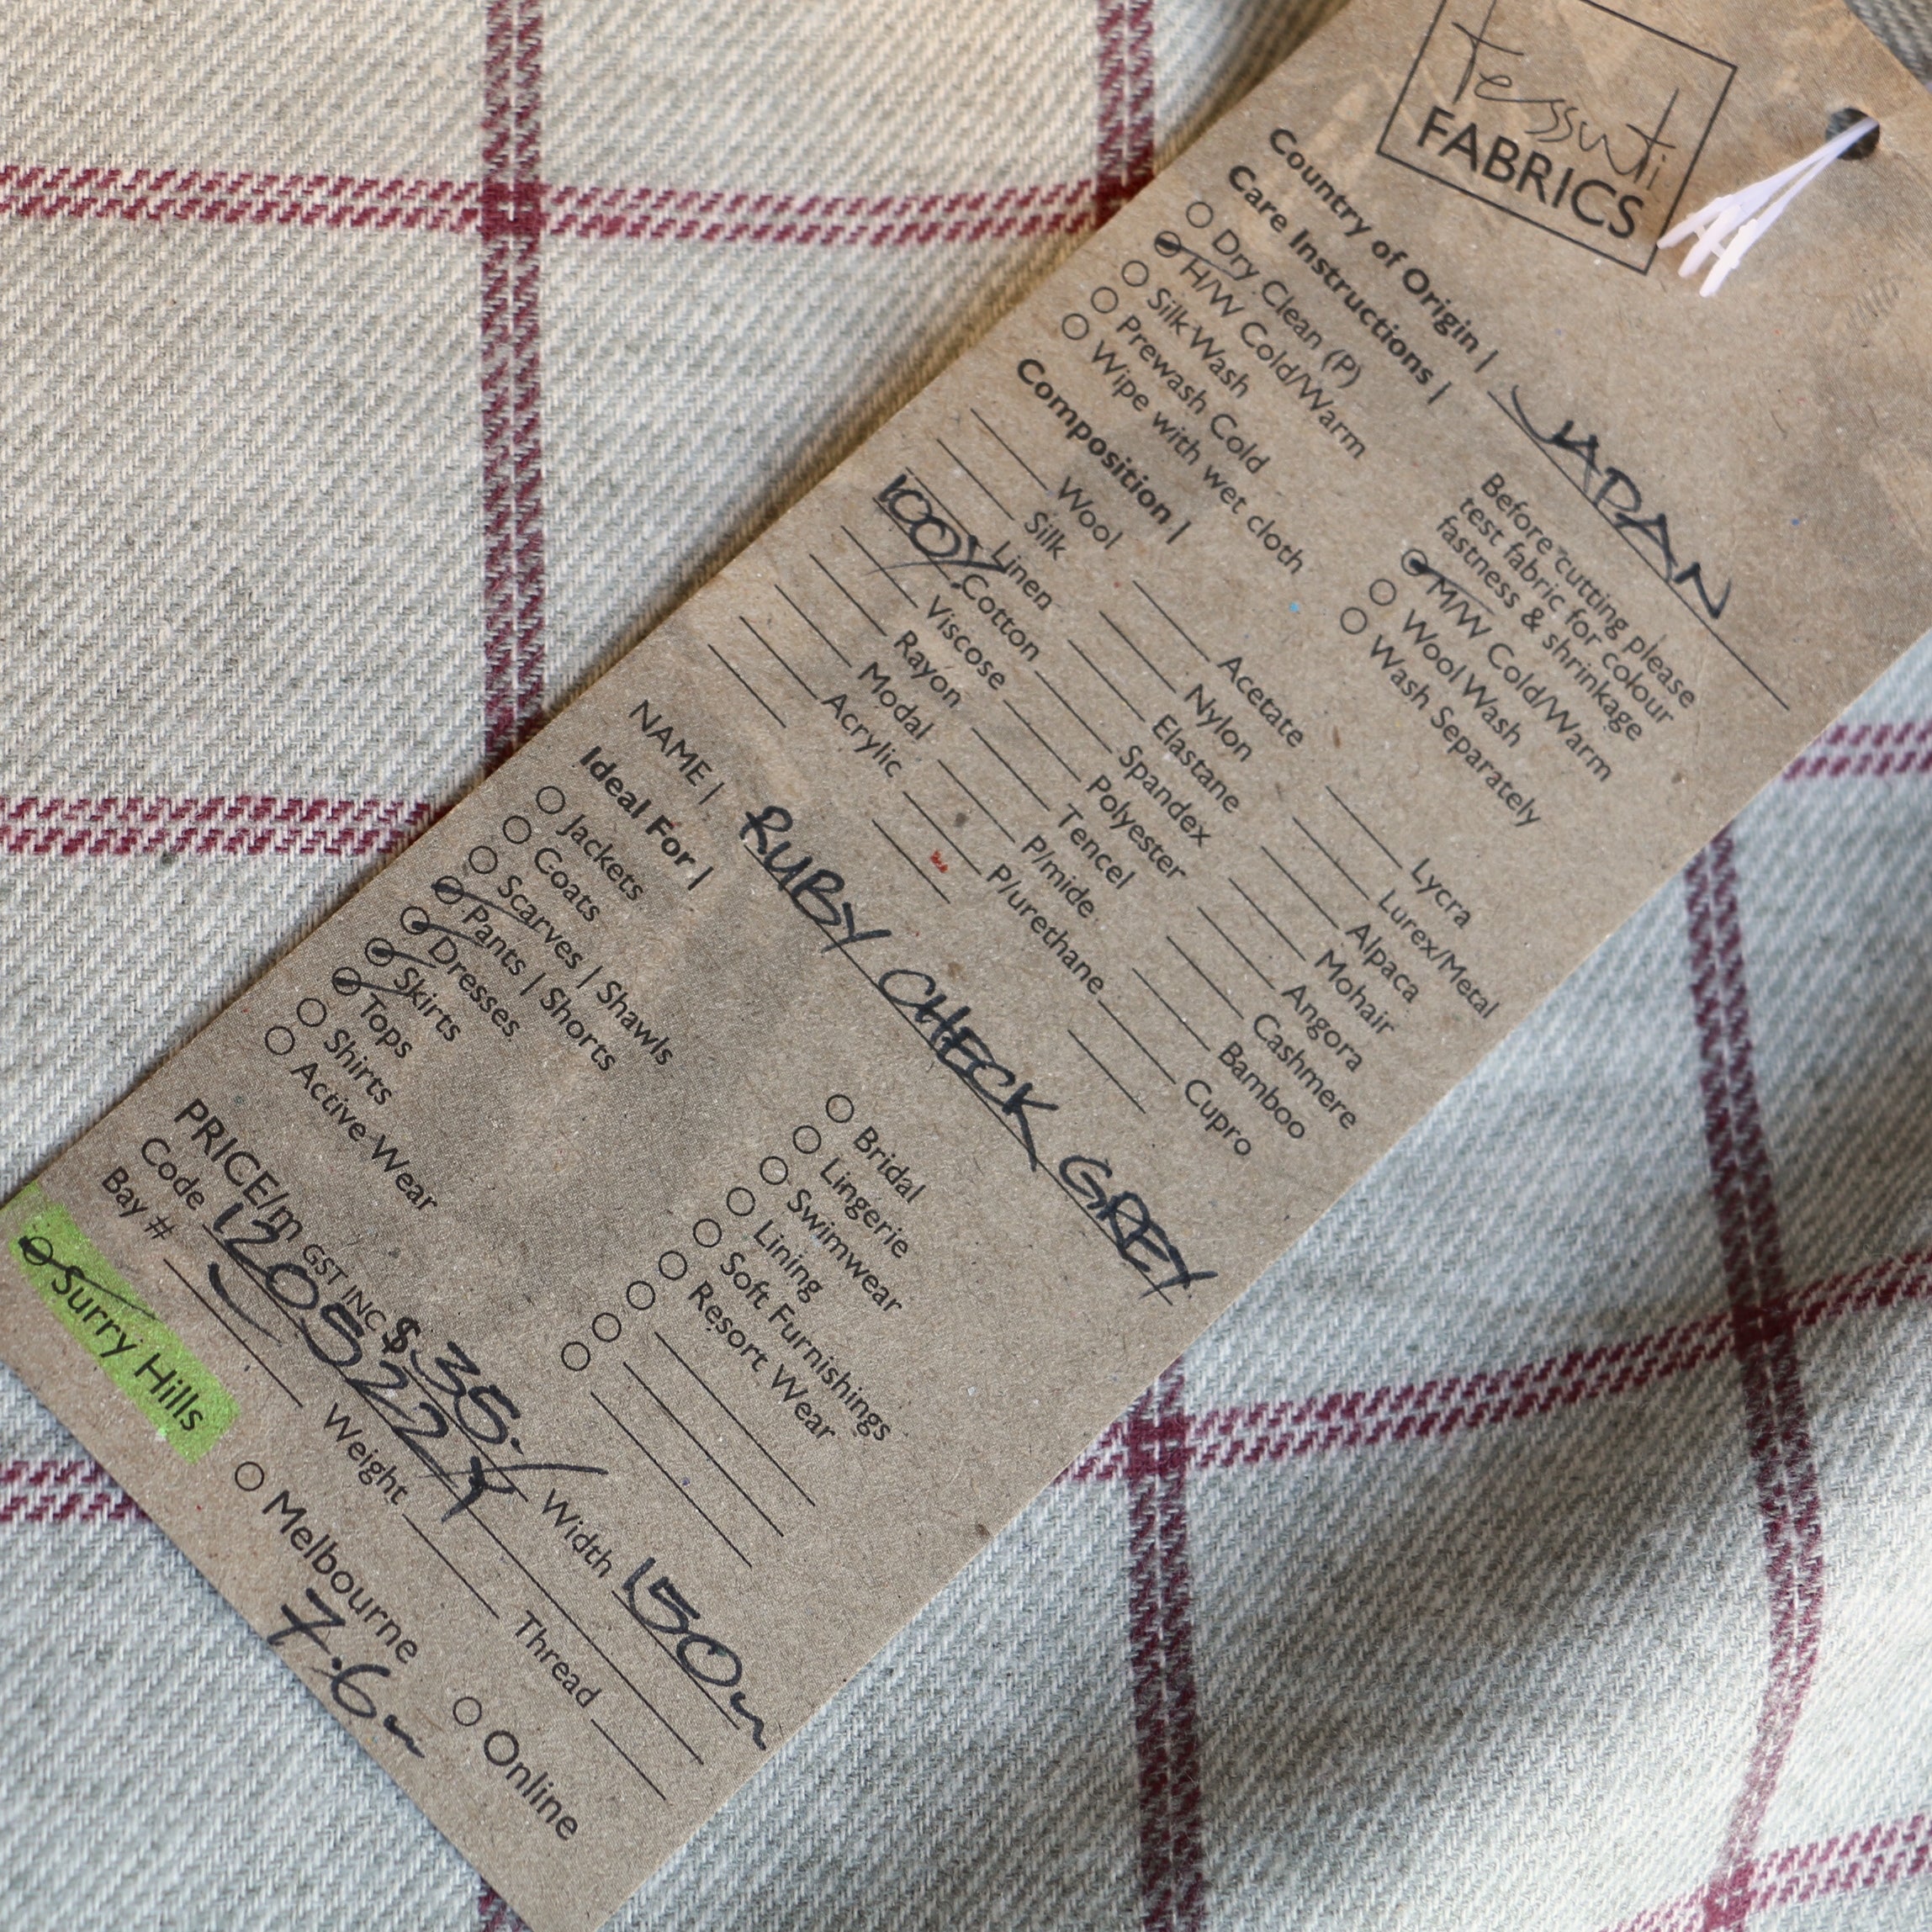 Tessuti
FABRICS
Country of Origin | JAPAN
Care Instructions |
Before cutting please
test fabric for colour
fastness & shrinkage
Dry Clean (P)
H/W Cold/Warm
Silk Wash
Prewash Cold
Wipe with wet cloth
M/W Cold/Warm
Wool Wash
Wash Separately
Composition |
Wool
Silk
Linen
100% Cotton
Viscose
Rayon
Modal
Acrylic
Acetate
Nylon
Elastane
Spandex
Polyester
Tencel
P/mide
P/urethane
Lycra
Lurex/Metal
Alpaca
Mohair
Angora
Cashmere
Bamboo
Cupro
NAME | RUBY CHECK GREY
Ideal For |
Jackets
Coats
Scarves | Shawls
Pants | Shorts
Dresses
Skirts
Tops
Shirts
Active Wear
Bridal
Lingerie
Swimwear
Lining
Soft Furnishings
Resort Wear
PRICE/m GST INC $35.
Width 150m
Code
Bay #
Weight
Thread
Surry Hills
Melbourne
Online
7.6m